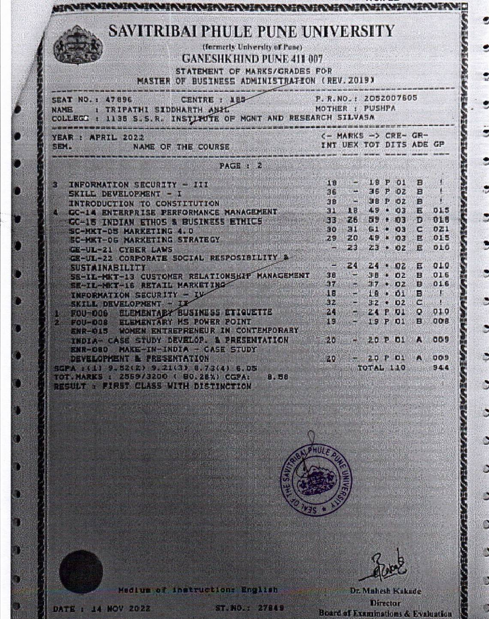 SAVITRIBAI PHULE PUNE UNIVERSITY
(formerly University of Pune)
GANESHKHIND PUNE 411 007
STATEMENT OF MARKS/GRADES FOR
MASTER OF BUSINESS ADMINISTRATION (REV.2019)
SEAT NO.: 47896 CENTRE : 185 P.R.NO.: 
NAME : TRIPATHI SIDDHARTH ANIL MOTHER : PUSHPA
COLLEGE : 1135 S.S.R. INSTITUTE OF MGNT AND RESEARCH SILVASA
YEAR : APRIL 2022 <- MARKS -> CRE- GR-
SEM. NAME OF THE COURSE INT UEX TOT DITS ADE GP
PAGE : 2
3 INFORMATION SECURITY - III 18 - 18 P 01 B !
SKILL DEVELOPMENT - I 36 - 36 P 02 B !
INTRODUCTION TO CONSTITUTION 38 - 38 P 02 B !
4 GC-14 ENTERPRISE PERFORMANCE MANAGEMENT 31 18 49 * 03 E 015
GC-15 INDIAN ETHOS & BUSINESS ETHICS 33 26 59 * 03 D 018
SC-MKT-05 MARKETING 4.0 30 31 61 * 03 C 021
SC-MKT-06 MARKETING STRATEGY 29 20 49 * 03 E 015
GE-UL-21 CYBER LAWS - 23 23 * 02 E 010
GE-UL-22 CORPORATE SOCIAL RESPOSIBILITY &
SUSTAINABILITY - 24 24 * 02 E 010
SE-IL-MKT-13 CUSTOMER RELATIONSHIP MANAGEMENT 38 - 38 * 02 B 016
SE-IL-MKT-16 RETAIL MARKETING 37 - 37 * 02 B 016
INFORMATION SECURITY - IV 18 - 18 * 01 B !
SKILL DEVELOPMENT - II 32 - 32 * 02 C !
1 FOU-006 ELEMENTARY BUSINESS ETIQUETTE 24 - 24 P 01 O 010
2 FOU-008 ELEMENTARY MS POWER POINT 19 - 19 P 01 B 008
ENR-015 WOMEN ENTREPRENEUR IN CONTEMPORARY
INDIA- CASE STUDY DEVELOP. & PRESENTATION 20 - 20 P 01 A 009
ENR-080 MAKE-IN-INDIA - CASE STUDY
DEVELOPMENT & PRESENTATION 20 - 20 P 01 A 009
SGPA :(1) 9.52(2) 9.21(3) 8.72(4) 6.05 TOTAL 110 944
TOT.MARKS : 2569/3200 ( 80.28%) CGPA: 8.58
RESULT : FIRST CLASS WITH DISTINCTION
SAVITRIBAI PHULE PUNE UNIVERSITY
SEAL OF THE
Medium of instruction: English
Dr. Mahesh Kakade
Director
DATE : 14 NOV 2022 ST.NO.: 27849
Board of Examinations & Evaluation